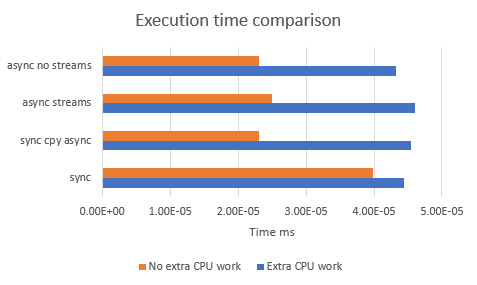 Execution time comparison
async no streams
async streams
sync cpy async
sync
0.00E+00 1.00E-05 2.00E-05 3.00E-05 4.00E-05 5.00E-05
Time ms
No extra CPU work Extra CPU work